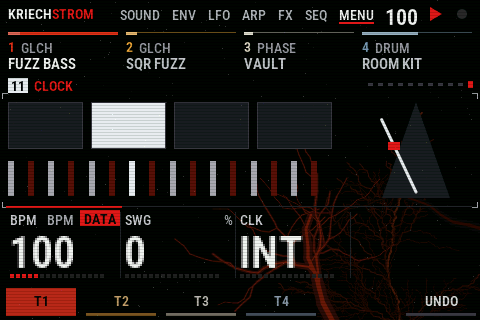 KRIECHSTROM SOUND ENV LFO ARP FX SEQ MENU 100
1 GLCH 2 GLCH 3 PHASE 4 DRUM
FUZZ BASS SQR FUZZ VAULT ROOM KIT
11 CLOCK
BPM BPM DATA SWG % CLK
100 0 INT
T1 T2 T3 T4 UNDO